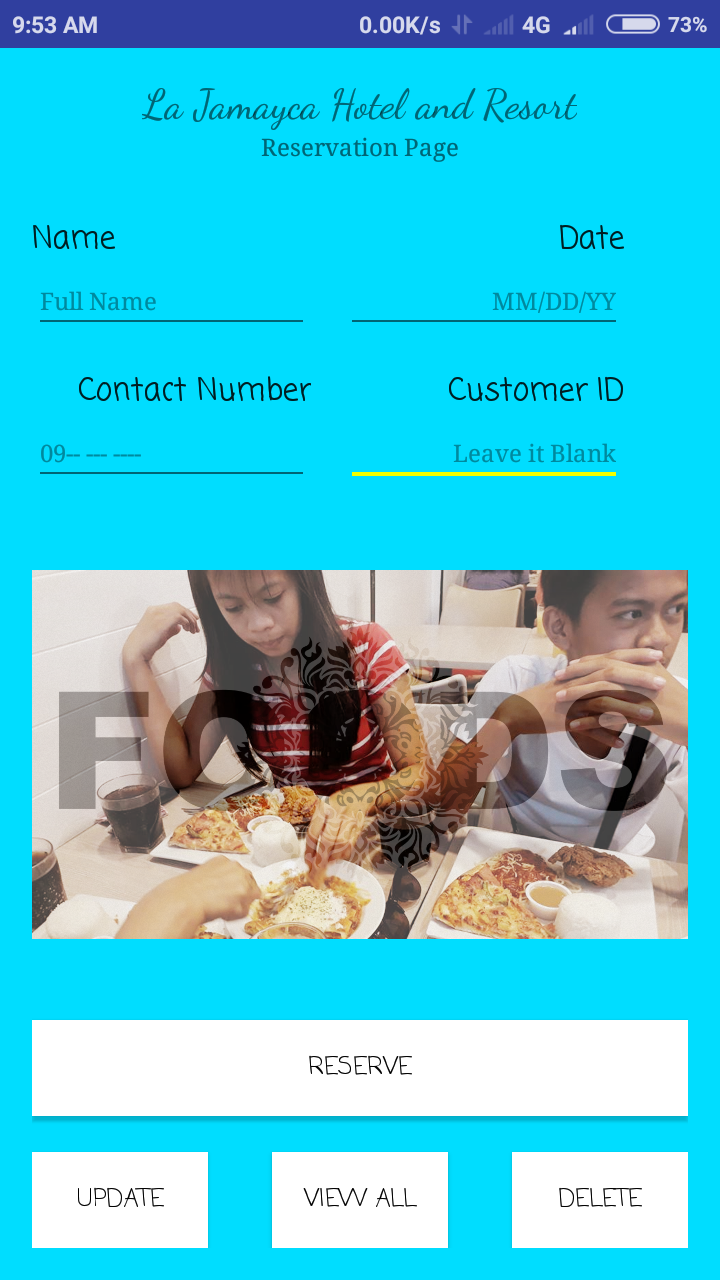 9:53 AM 0.00K/s 4G 73%
La Jamayca Hotel and Resort
Reservation Page
Name Date
Full Name MM/DD/YY
Contact Number Customer ID
09-- --- ---- Leave it Blank
FOODS
RESERVE
UPDATE VIEW ALL DELETE